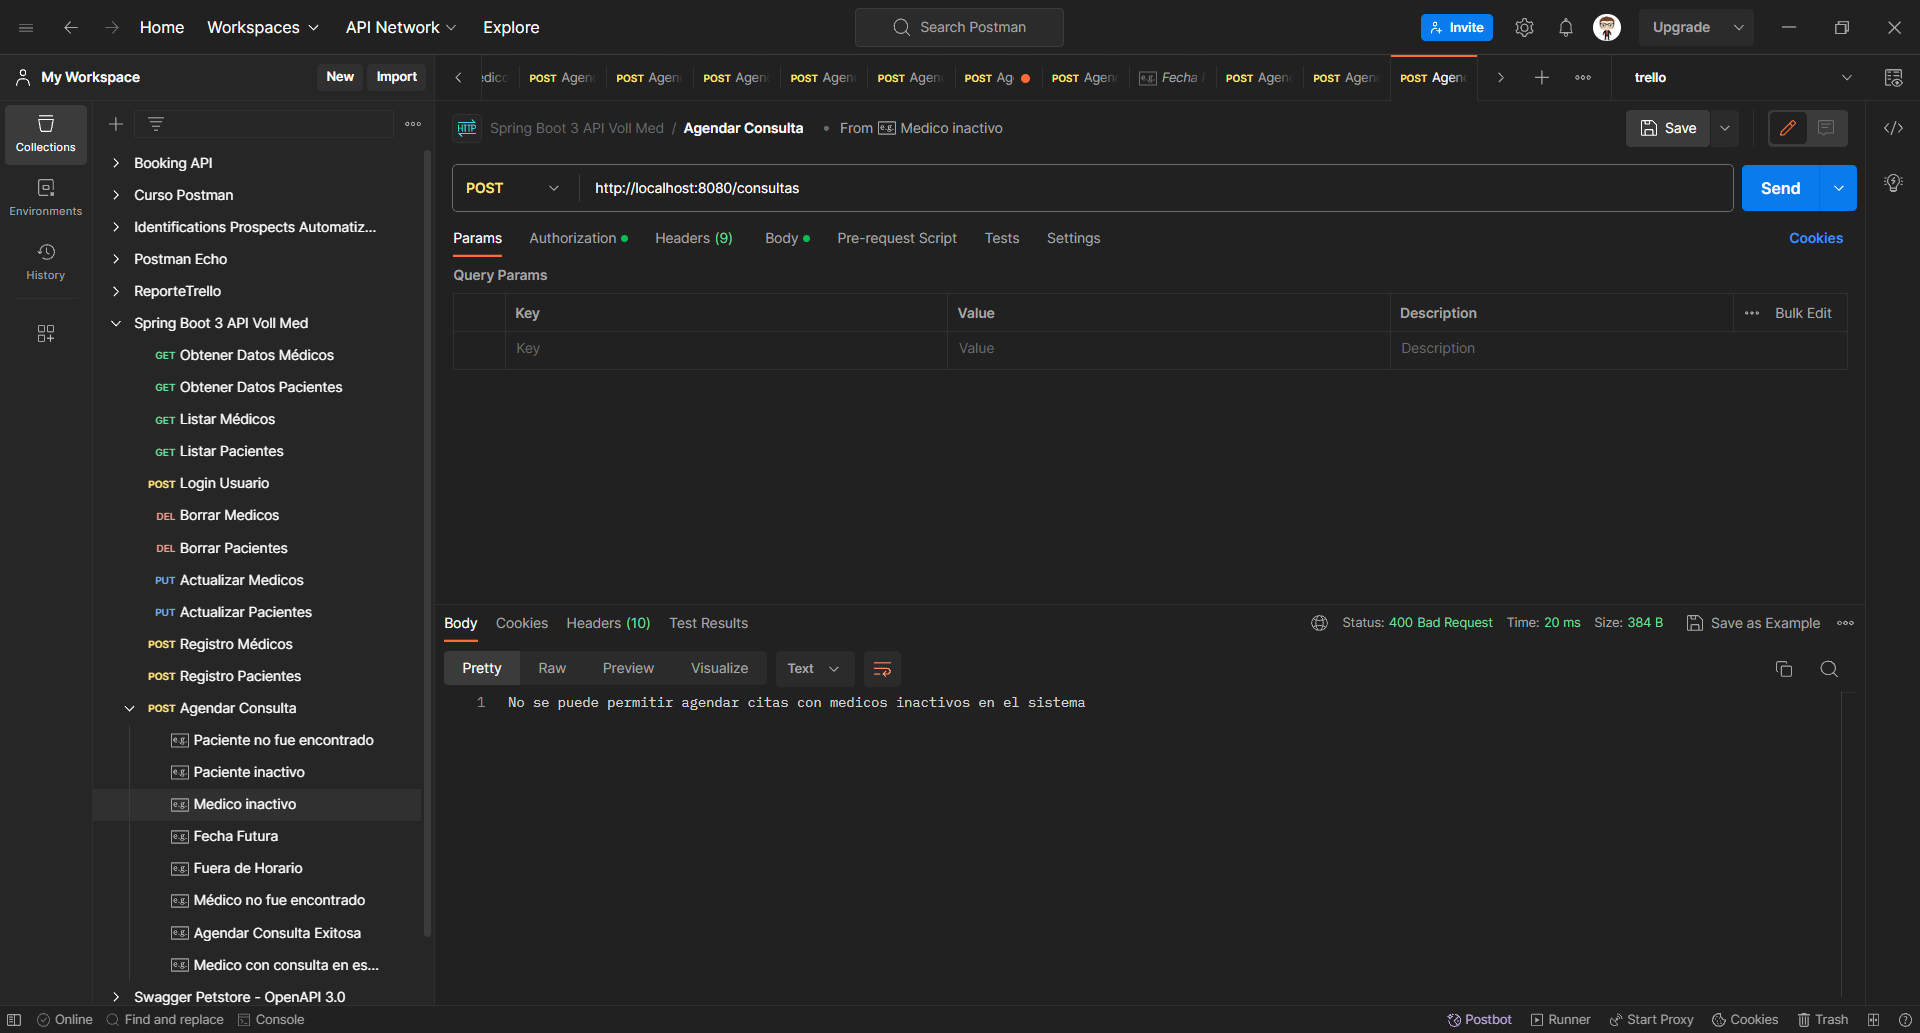 Home
Workspaces
API Network
Explore
Search Postman
Invite
Upgrade
My Workspace
New
Import
edico
POST Agen
POST Agen
POST Agen
POST Agen
POST Agen
POST Ag
POST Agen
e.g. Fecha
POST Agen
POST Agen
POST Agen
trello
Collections
Environments
History
Booking API
Curso Postman
Identifications Prospects Automatiz...
Postman Echo
ReporteTrello
Spring Boot 3 API Voll Med
GET Obtener Datos Médicos
GET Obtener Datos Pacientes
GET Listar Médicos
GET Listar Pacientes
POST Login Usuario
DEL Borrar Medicos
DEL Borrar Pacientes
PUT Actualizar Medicos
PUT Actualizar Pacientes
POST Registro Médicos
POST Registro Pacientes
POST Agendar Consulta
e.g. Paciente no fue encontrado
e.g. Paciente inactivo
e.g. Medico inactivo
e.g. Fecha Futura
e.g. Fuera de Horario
e.g. Médico no fue encontrado
e.g. Agendar Consulta Exitosa
e.g. Medico con consulta en es...
Swagger Petstore - OpenAPI 3.0
HTTP Spring Boot 3 API Voll Med / Agendar Consulta • From e.g. Medico inactivo
Save
POST
http://localhost:8080/consultas
Send
Params
Authorization
Headers (9)
Body
Pre-request Script
Tests
Settings
Cookies
Query Params
Key
Value
Description
Bulk Edit
Key
Value
Description
Body
Cookies
Headers (10)
Test Results
Status: 400 Bad Request
Time: 20 ms
Size: 384 B
Save as Example
Pretty
Raw
Preview
Visualize
Text
1 No se puede permitir agendar citas con medicos inactivos en el sistema
Online
Find and replace
Console
Postbot
Runner
Start Proxy
Cookies
Trash